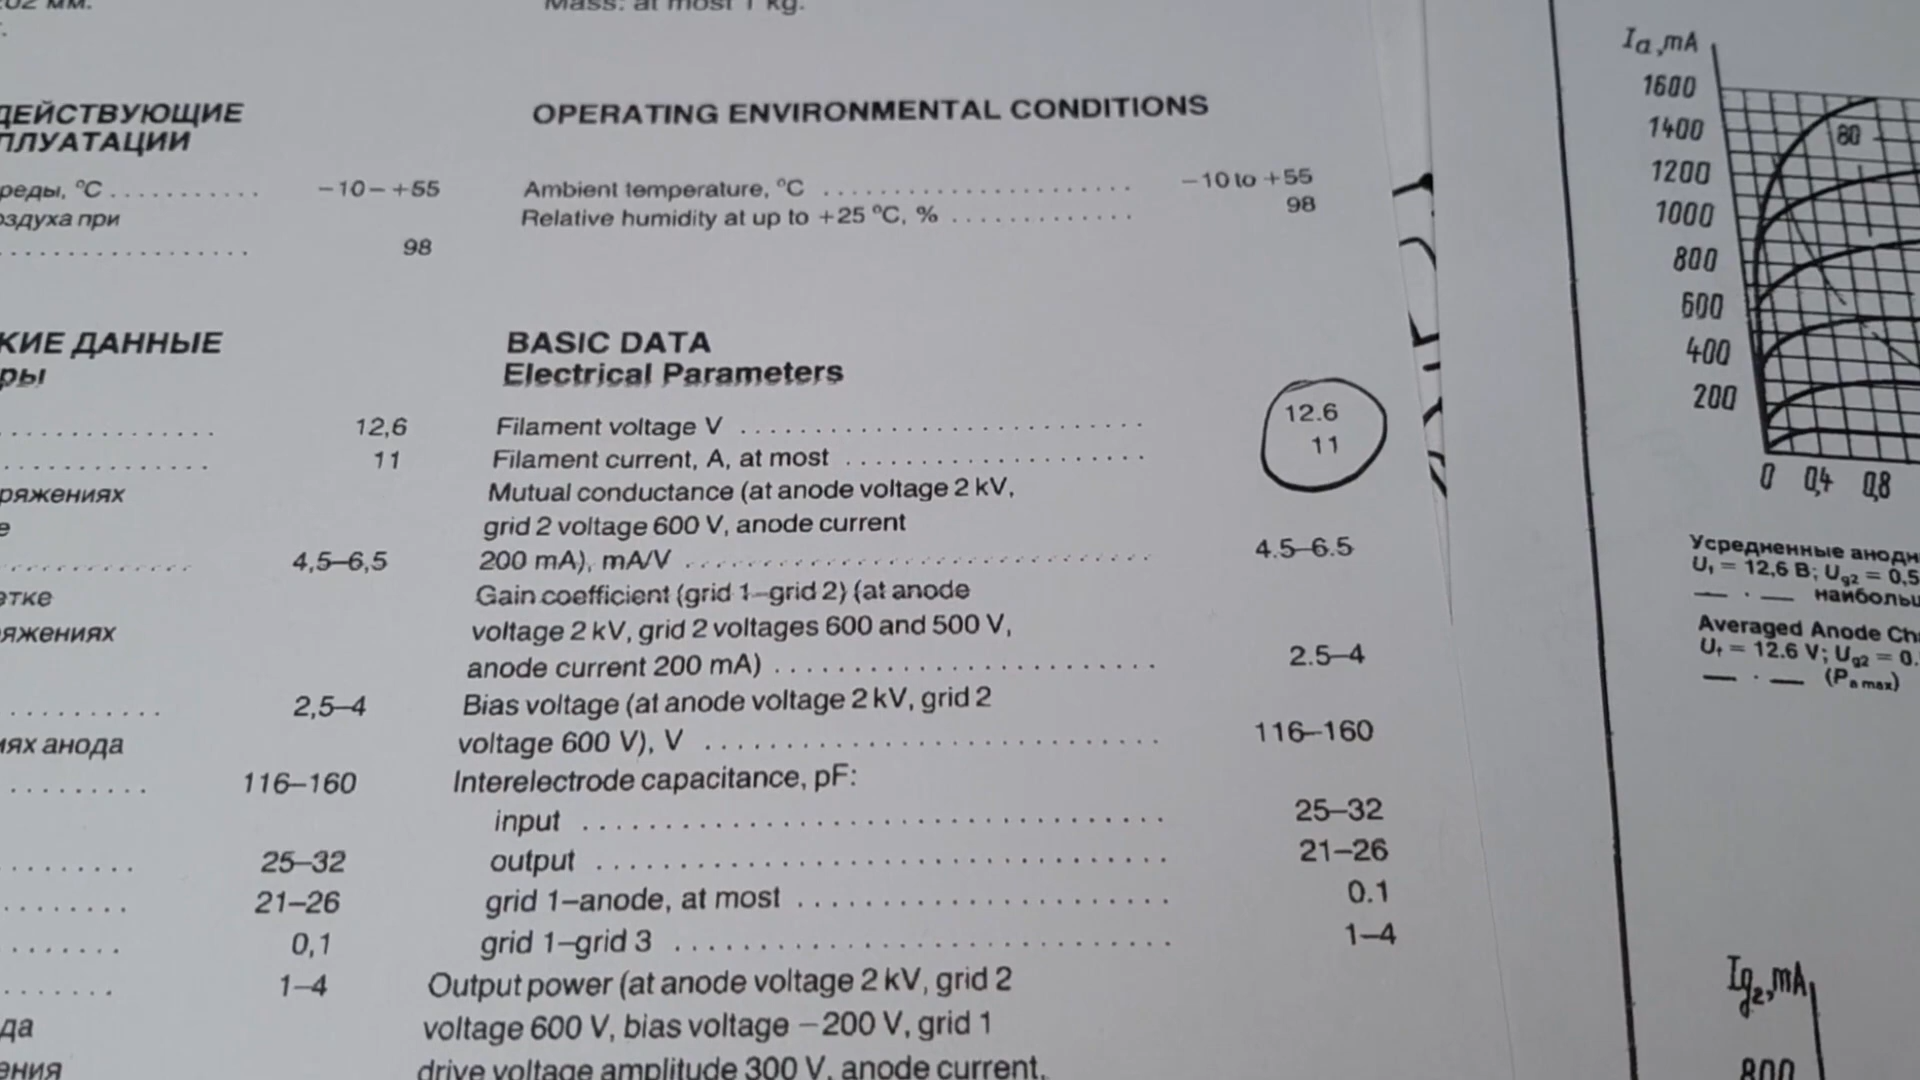 Mass: at most 1 kg.
ДЕЙСТВУЮЩИЕ
ПЛУАТАЦИИ
реды, °C ........... −10− +55
оздуха при
................. 98
КИЕ ДАННЫЕ
ры
............... 12,6
............... 11
ряжениях
е
............... 4,5–6,5
етке
ряжениях
.......... 2,5–4
иях анода
......... 116–160
......... 25–32
........ 21–26
....... 0,1
....... 1–4
да
ения
OPERATING ENVIRONMENTAL CONDITIONS
Ambient temperature, °C ........................... −10 to +55
Relative humidity at up to +25 °C, % ............. 98
BASIC DATA
Electrical Parameters
Filament voltage V ............................ 12.6
Filament current, A, at most .................... 11
Mutual conductance (at anode voltage 2 kV,
grid 2 voltage 600 V, anode current
200 mA), mA/V ................................ 4.5–6.5
Gain coefficient (grid 1–grid 2) (at anode
voltage 2 kV, grid 2 voltages 600 and 500 V,
anode current 200 mA) ......................... 2.5–4
Bias voltage (at anode voltage 2 kV, grid 2
voltage 600 V), V .............................. 116–160
Interelectrode capacitance, pF:
input ....................................... 25–32
output ...................................... 21–26
grid 1–anode, at most ........................ 0.1
grid 1–grid 3 ................................ 1–4
Output power (at anode voltage 2 kV, grid 2
voltage 600 V, bias voltage −200 V, grid 1
drive voltage amplitude 300 V, anode current,
Ia, mA
1600
1400
1200
1000
800
600
400
200
80
0 0,4 0,8
Усредненные анодн
Uf = 12,6 В; Ug2 = 0,5
— · — наиболь
Averaged Anode Cha
Uf = 12.6 V; Ug2 = 0.
— · — (Pa max)
Ig2, mA
800